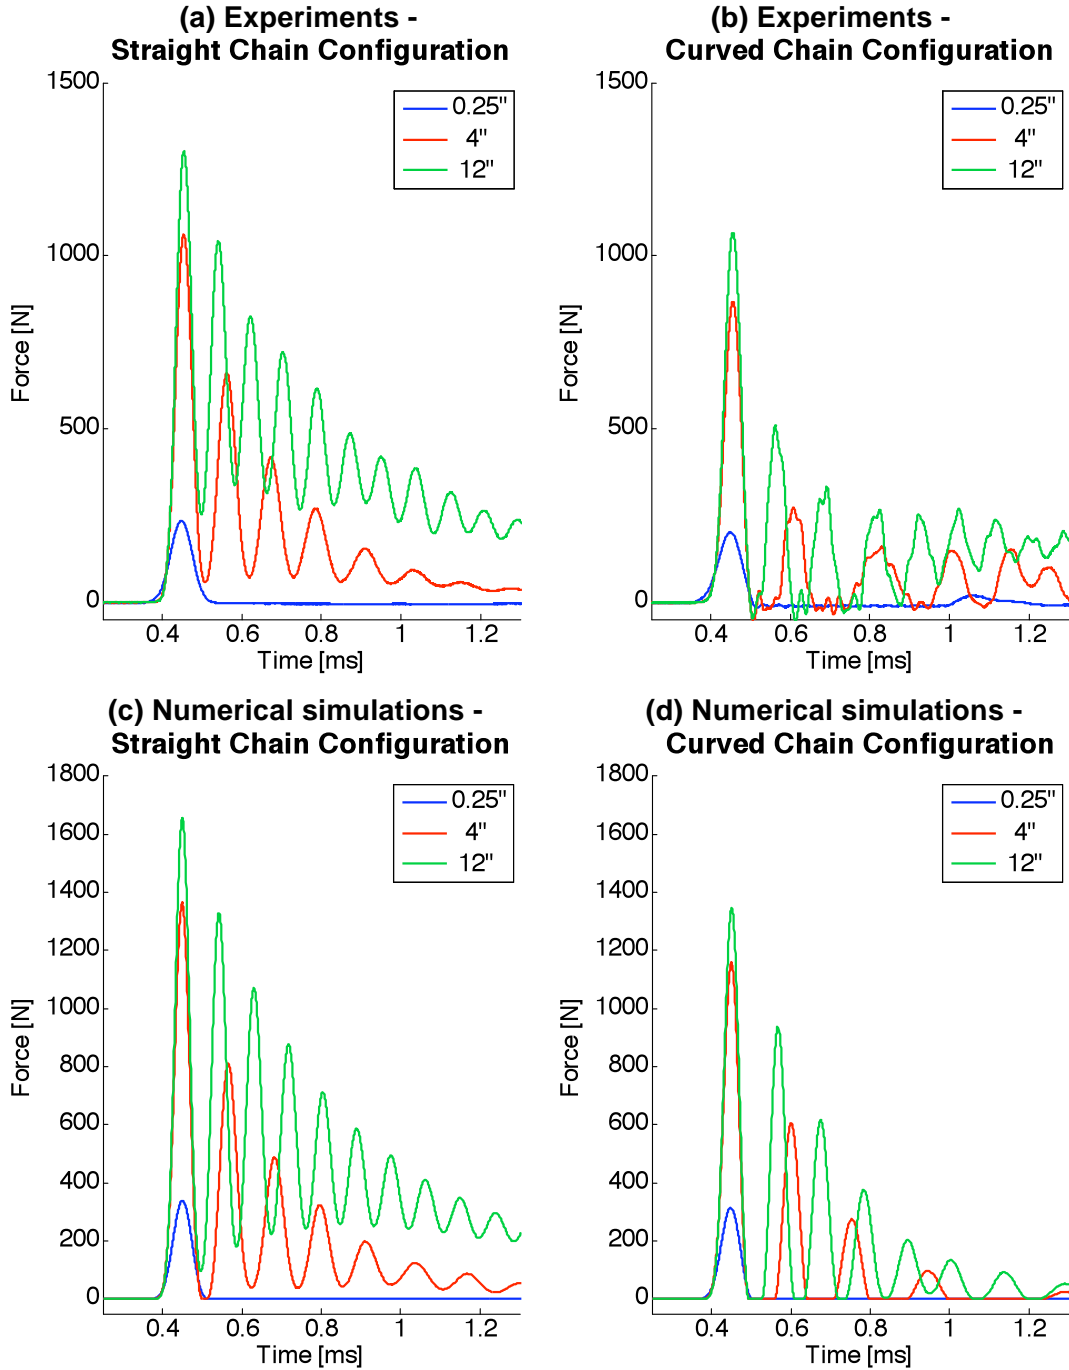 (a) Experiments -
Straight Chain Configuration
1500
1000
500
0
Force [N]
0.25"
4"
12"
0.4 0.6 0.8 1 1.2
Time [ms]
(b) Experiments -
Curved Chain Configuration
1500
1000
500
0
Force [N]
0.25"
4"
12"
0.4 0.6 0.8 1 1.2
Time [ms]
(c) Numerical simulations -
Straight Chain Configuration
1800
1600
1400
1200
1000
800
600
400
200
0
Force [N]
0.25"
4"
12"
0.4 0.6 0.8 1 1.2
Time [ms]
(d) Numerical simulations -
Curved Chain Configuration
1800
1600
1400
1200
1000
800
600
400
200
0
Force [N]
0.25"
4"
12"
0.4 0.6 0.8 1 1.2
Time [ms]